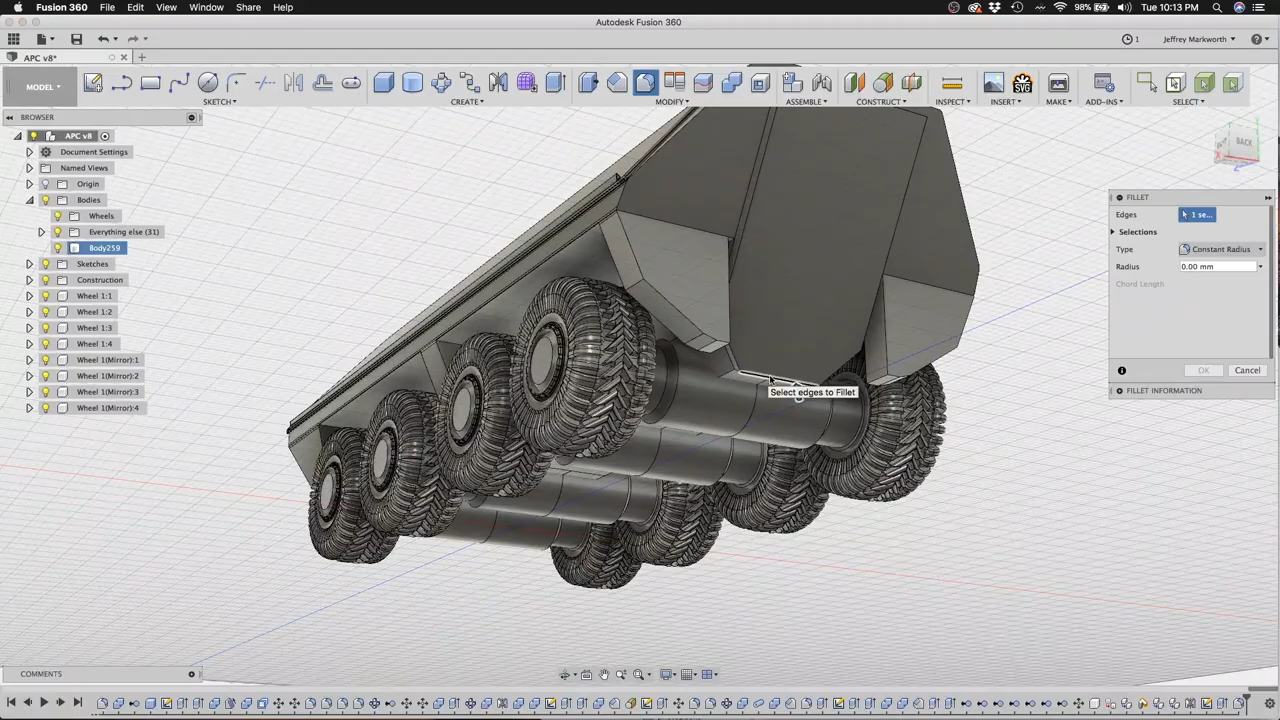 Fusion 360 File Edit View Window Share Help 98% Tue 10:13 PM
Autodesk Fusion 360
1 Jeffrey Markworth
APC v8*
MODEL
SKETCH CREATE MODIFY ASSEMBLE CONSTRUCT INSPECT INSERT MAKE ADD-INS SELECT
SVG
BROWSER
APC v8
Document Settings
Named Views
Origin
Bodies
Wheels
Everything else (31)
Body259
Sketches
Construction
Wheel 1:1
Wheel 1:2
Wheel 1:3
Wheel 1:4
Wheel 1(Mirror):1
Wheel 1(Mirror):2
Wheel 1(Mirror):3
Wheel 1(Mirror):4
BACK
FILLET
Edges 1 se...
Selections
Type Constant Radius
Radius 0.00 mm
Chord Length
OK Cancel
FILLET INFORMATION
Select edges to Fillet
COMMENTS